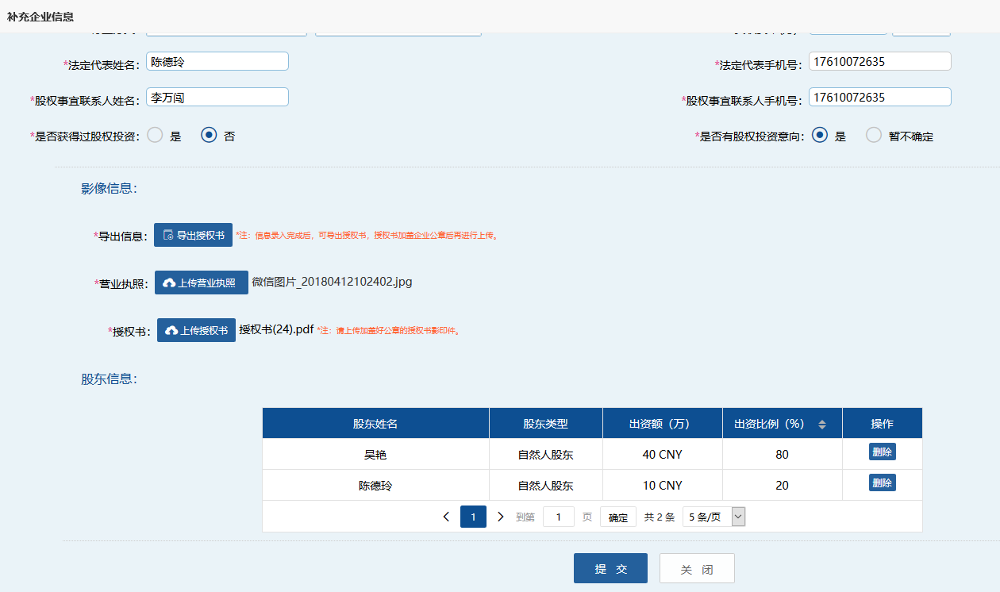 补充企业信息
*法定代表姓名： 陈德玲 *法定代表手机号： 17610072635
*股权事宜联系人姓名： 李万闯 *股权事宜联系人手机号： 17610072635
*是否获得过股权投资： 是 否 *是否有股权投资意向： 是 暂不确定
影像信息：
*导出信息： 导出授权书 *注：信息录入完成后，可导出授权书，授权书加盖企业公章后再进行上传。
*营业执照： 上传营业执照 微信图片_20180412102402.jpg
*授权书： 上传授权书 授权书(24).pdf *注：请上传加盖好公章的授权书影印件。
股东信息：
股东姓名 股东类型 出资额（万） 出资比例（%） 操作
吴艳 自然人股东 40 CNY 80 删除
陈德玲 自然人股东 10 CNY 20 删除
1 到第 1 页 确定 共 2 条 5 条/页
提 交 关 闭